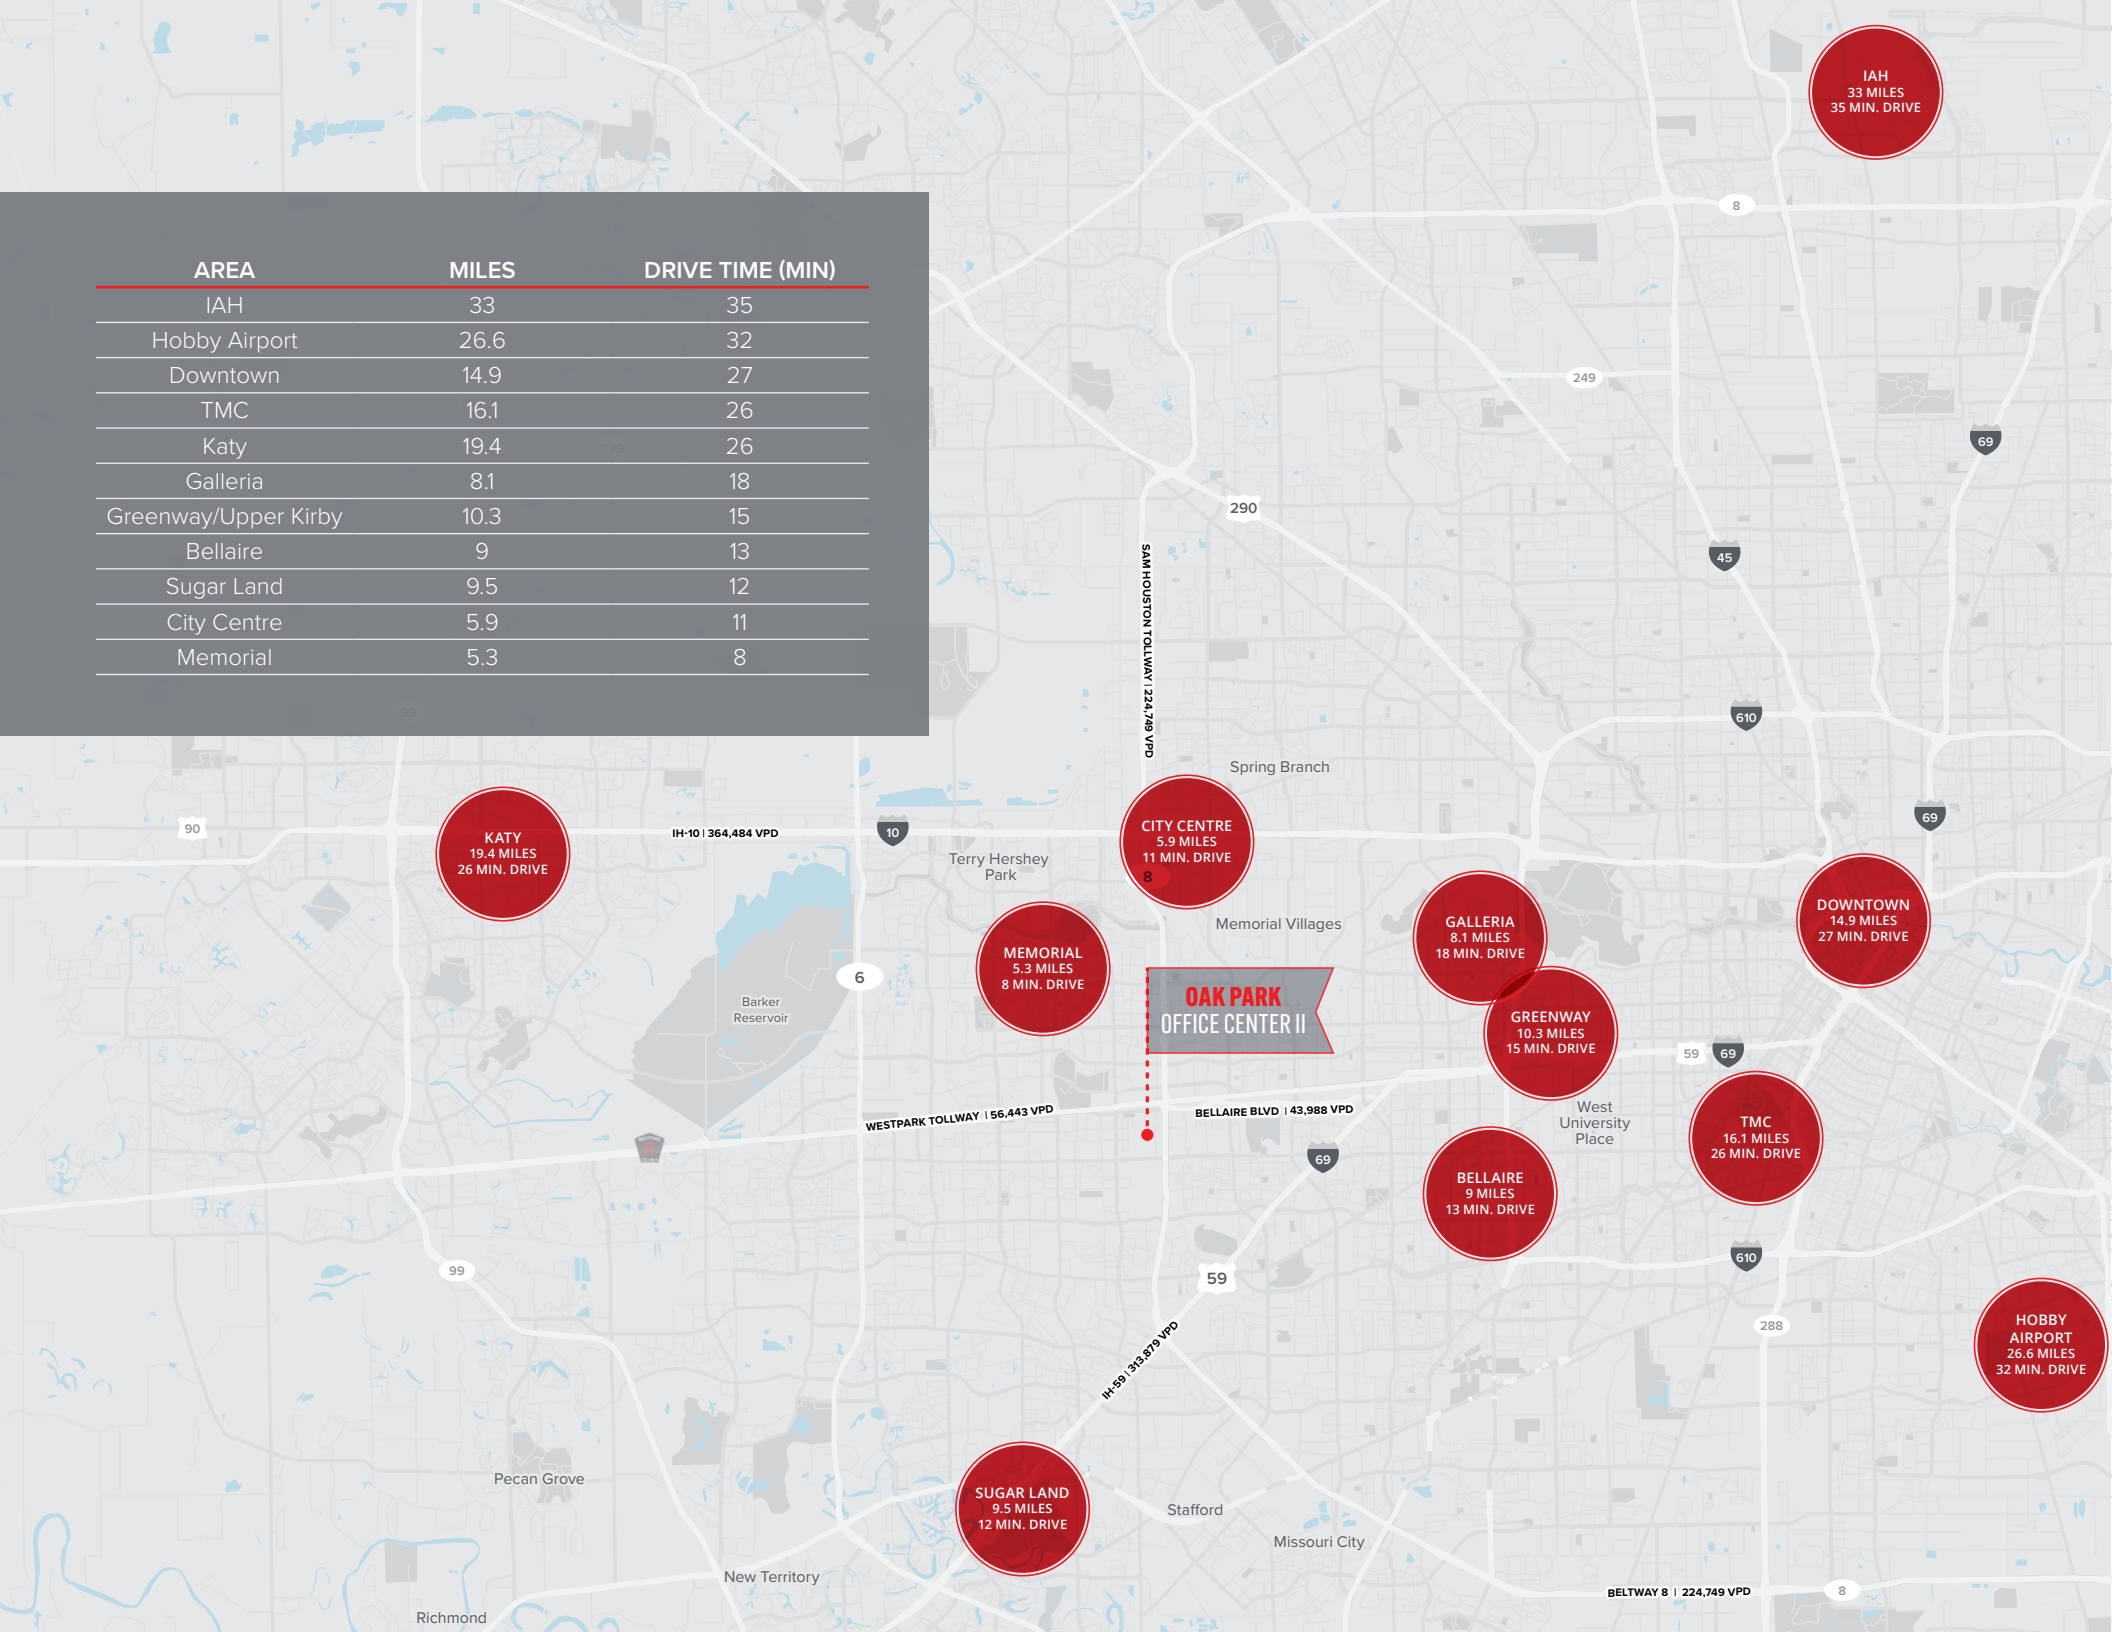 IAH
33 MILES
35 MIN. DRIVE
8
AREA MILES DRIVE TIME (MIN)
IAH 33 35
Hobby Airport 26.6 32
Downtown 14.9 27
TMC 16.1 26
Katy 19.4 26
Galleria 8.1 18
Greenway/Upper Kirby 10.3 15
Bellaire 9 13
Sugar Land 9.5 12
City Centre 5.9 11
Memorial 5.3 8
529
99
249
69
290
45
SAM HOUSTON TOLLWAY | 224,749 VPD
610
Spring Branch
90
KATY
19.4 MILES
26 MIN. DRIVE
IH-10 | 364,484 VPD
10
Terry Hershey
Park
CITY CENTRE
5.9 MILES
11 MIN. DRIVE
8
69
Memorial Villages
GALLERIA
8.1 MILES
18 MIN. DRIVE
DOWNTOWN
14.9 MILES
27 MIN. DRIVE
MEMORIAL
5.3 MILES
8 MIN. DRIVE
6
Barker
Reservoir
OAK PARK
OFFICE CENTER II
GREENWAY
10.3 MILES
15 MIN. DRIVE
59
69
WESTPARK TOLLWAY | 56,443 VPD
BELLAIRE BLVD | 43,988 VPD
West
University
Place
TMC
16.1 MILES
26 MIN. DRIVE
WESTPARK
TOLLWAY
69
BELLAIRE
9 MILES
13 MIN. DRIVE
99
59
610
288
HOBBY
AIRPORT
26.6 MILES
32 MIN. DRIVE
IH-59 | 313,879 VPD
Pecan Grove
SUGAR LAND
9.5 MILES
12 MIN. DRIVE
Stafford
Missouri City
New Territory
BELTWAY 8 | 224,749 VPD
8
Richmond